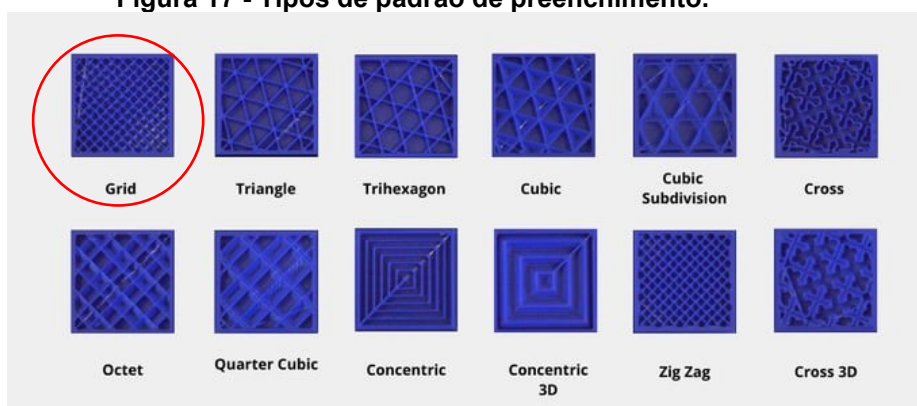 Figura 17 - Tipos de padrão de preenchimento.
Grid
Triangle
Trihexagon
Cubic
Cubic
Subdivision
Cross
Octet
Quarter Cubic
Concentric
Concentric
3D
Zig Zag
Cross 3D